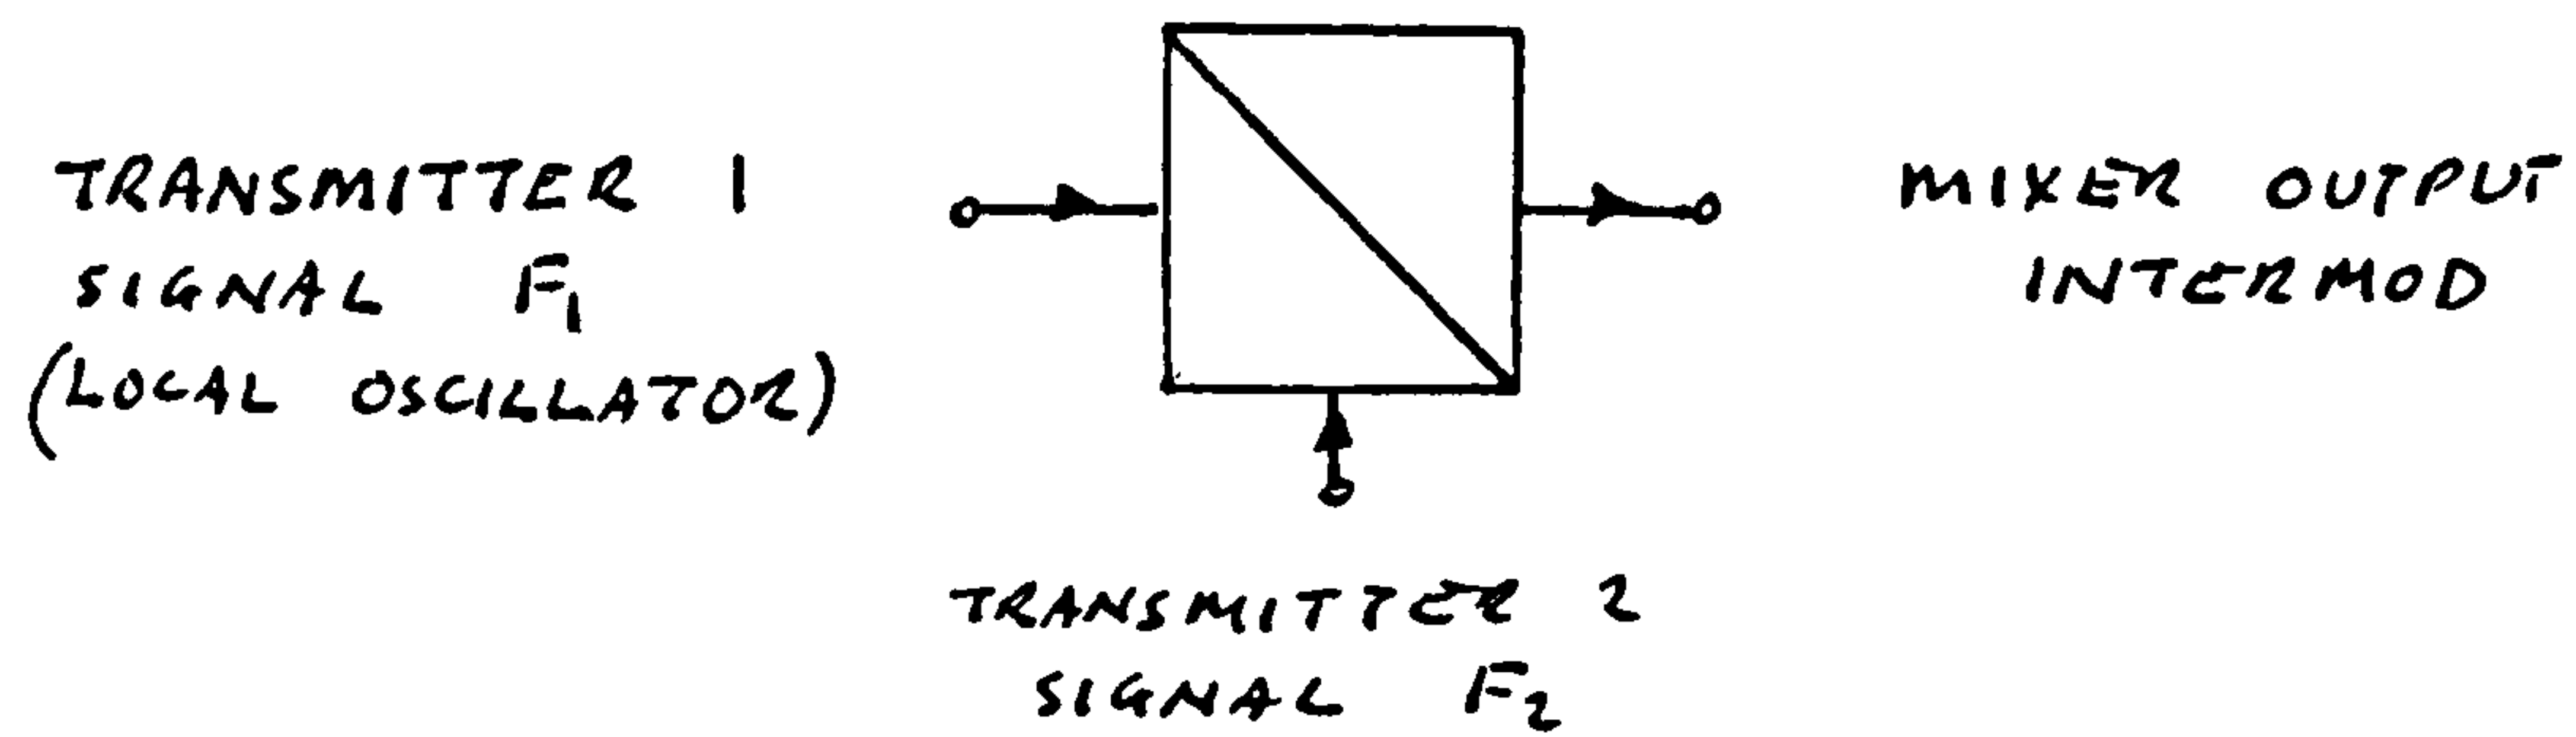 TRANSMITTER 1
SIGNAL F₁
(LOCAL OSCILLATOR)
MIXER OUTPUT
INTERMOD
TRANSMITTER 2
SIGNAL F₂